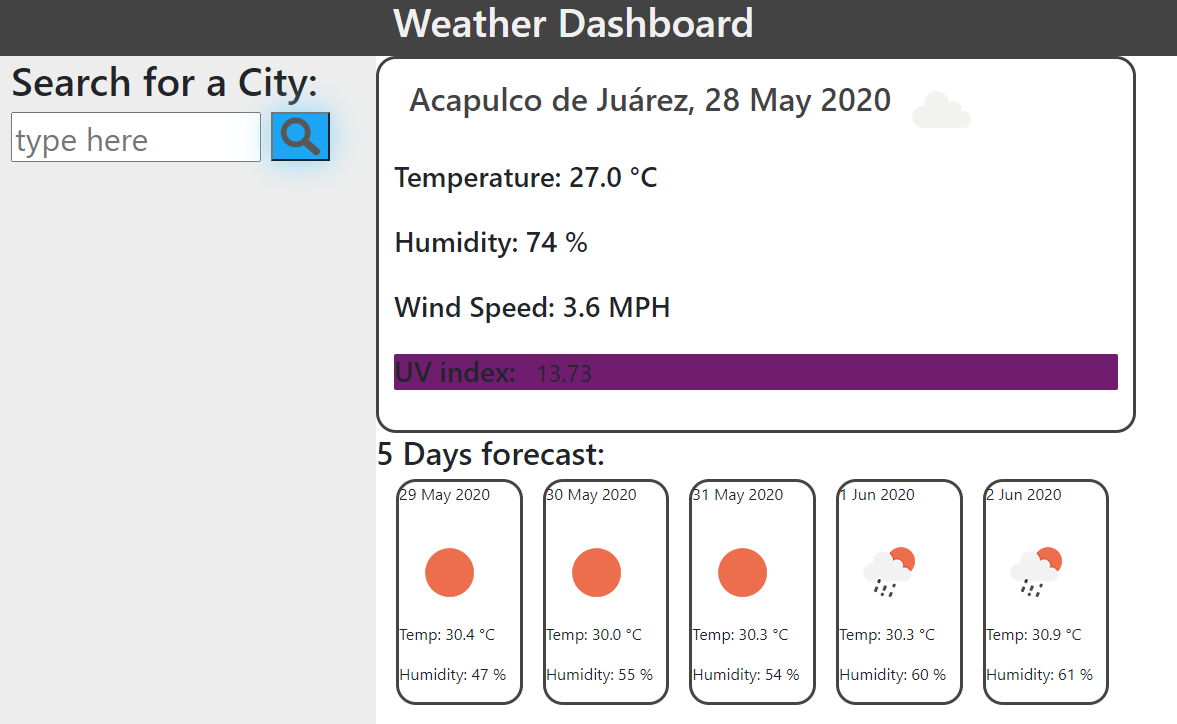 Weather Dashboard
Search for a City:
type here
Acapulco de Juárez, 28 May 2020
Temperature: 27.0 °C
Humidity: 74 %
Wind Speed: 3.6 MPH
UV index: 13.73
5 Days forecast:
29 May 2020
Temp: 30.4 °C
Humidity: 47 %
30 May 2020
Temp: 30.0 °C
Humidity: 55 %
31 May 2020
Temp: 30.3 °C
Humidity: 54 %
1 Jun 2020
Temp: 30.3 °C
Humidity: 60 %
2 Jun 2020
Temp: 30.9 °C
Humidity: 61 %